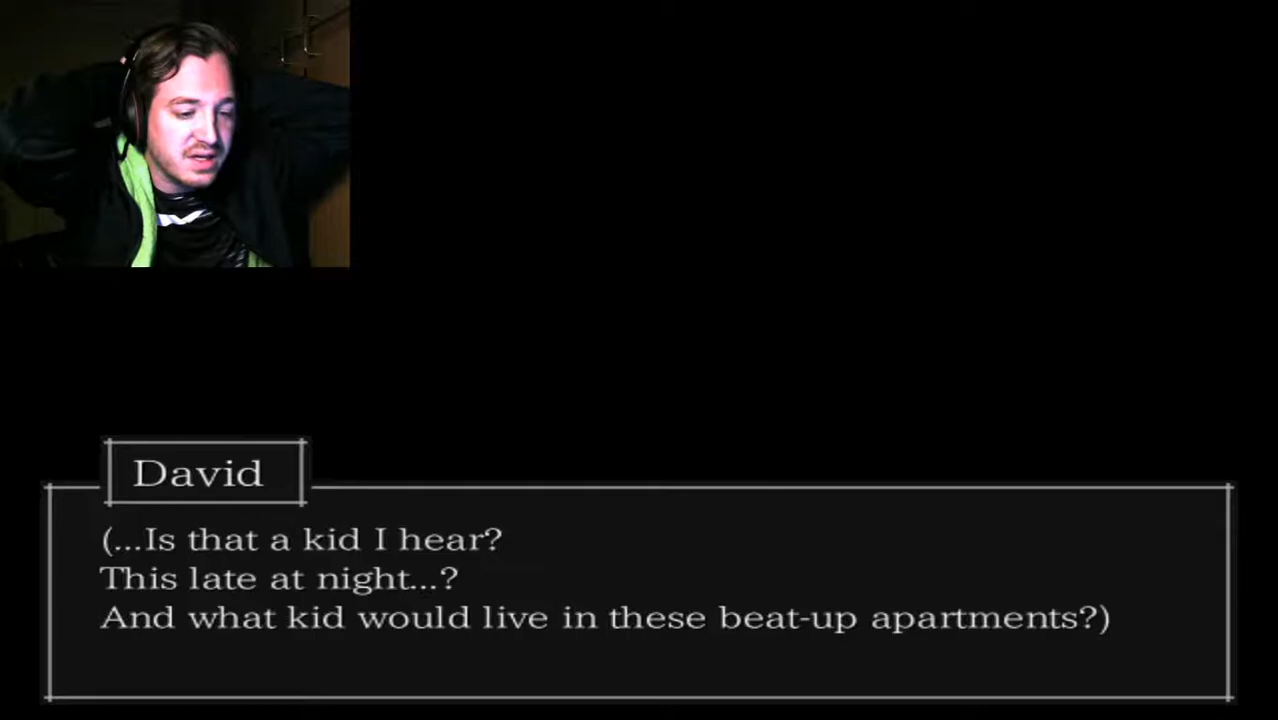 David
(...Is that a kid I hear?
This late at night...?
And what kid would live in these beat-up apartments?)